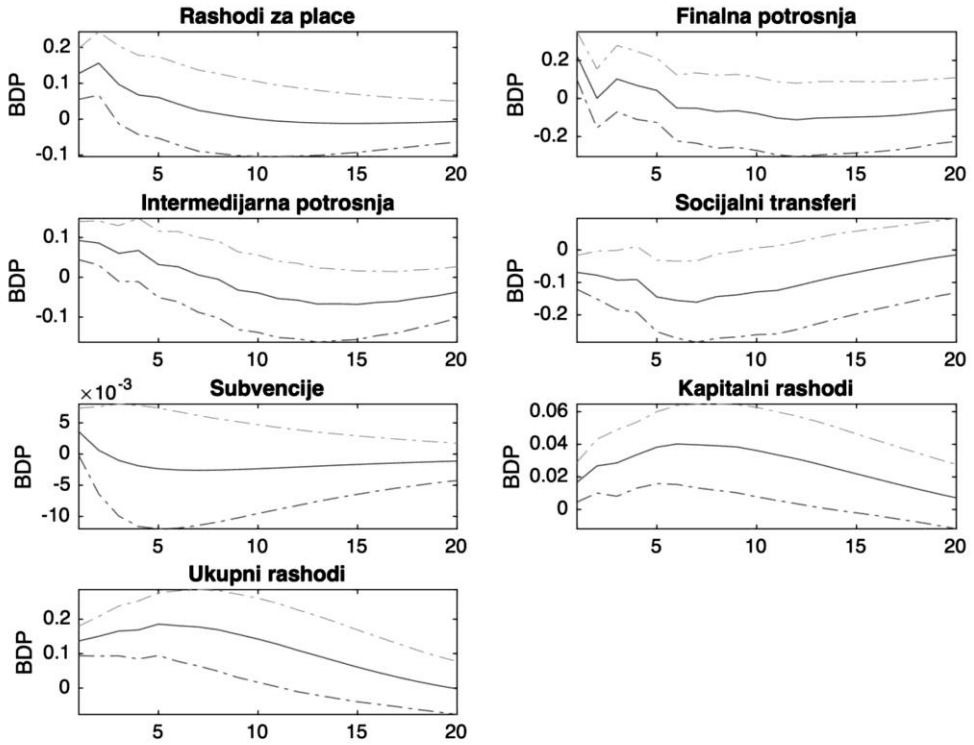 Rashodi za place
BDP
0.2
0.1
0
-0.1
5 10 15 20
Finalna potrosnja
BDP
0.2
0
-0.2
5 10 15 20
Intermedijarna potrosnja
BDP
0.1
0
-0.1
5 10 15 20
Socijalni transferi
BDP
0
-0.1
-0.2
5 10 15 20
×10⁻³
Subvencije
BDP
5
0
-5
-10
5 10 15 20
Kapitalni rashodi
BDP
0.06
0.04
0.02
0
5 10 15 20
Ukupni rashodi
BDP
0.2
0.1
0
5 10 15 20